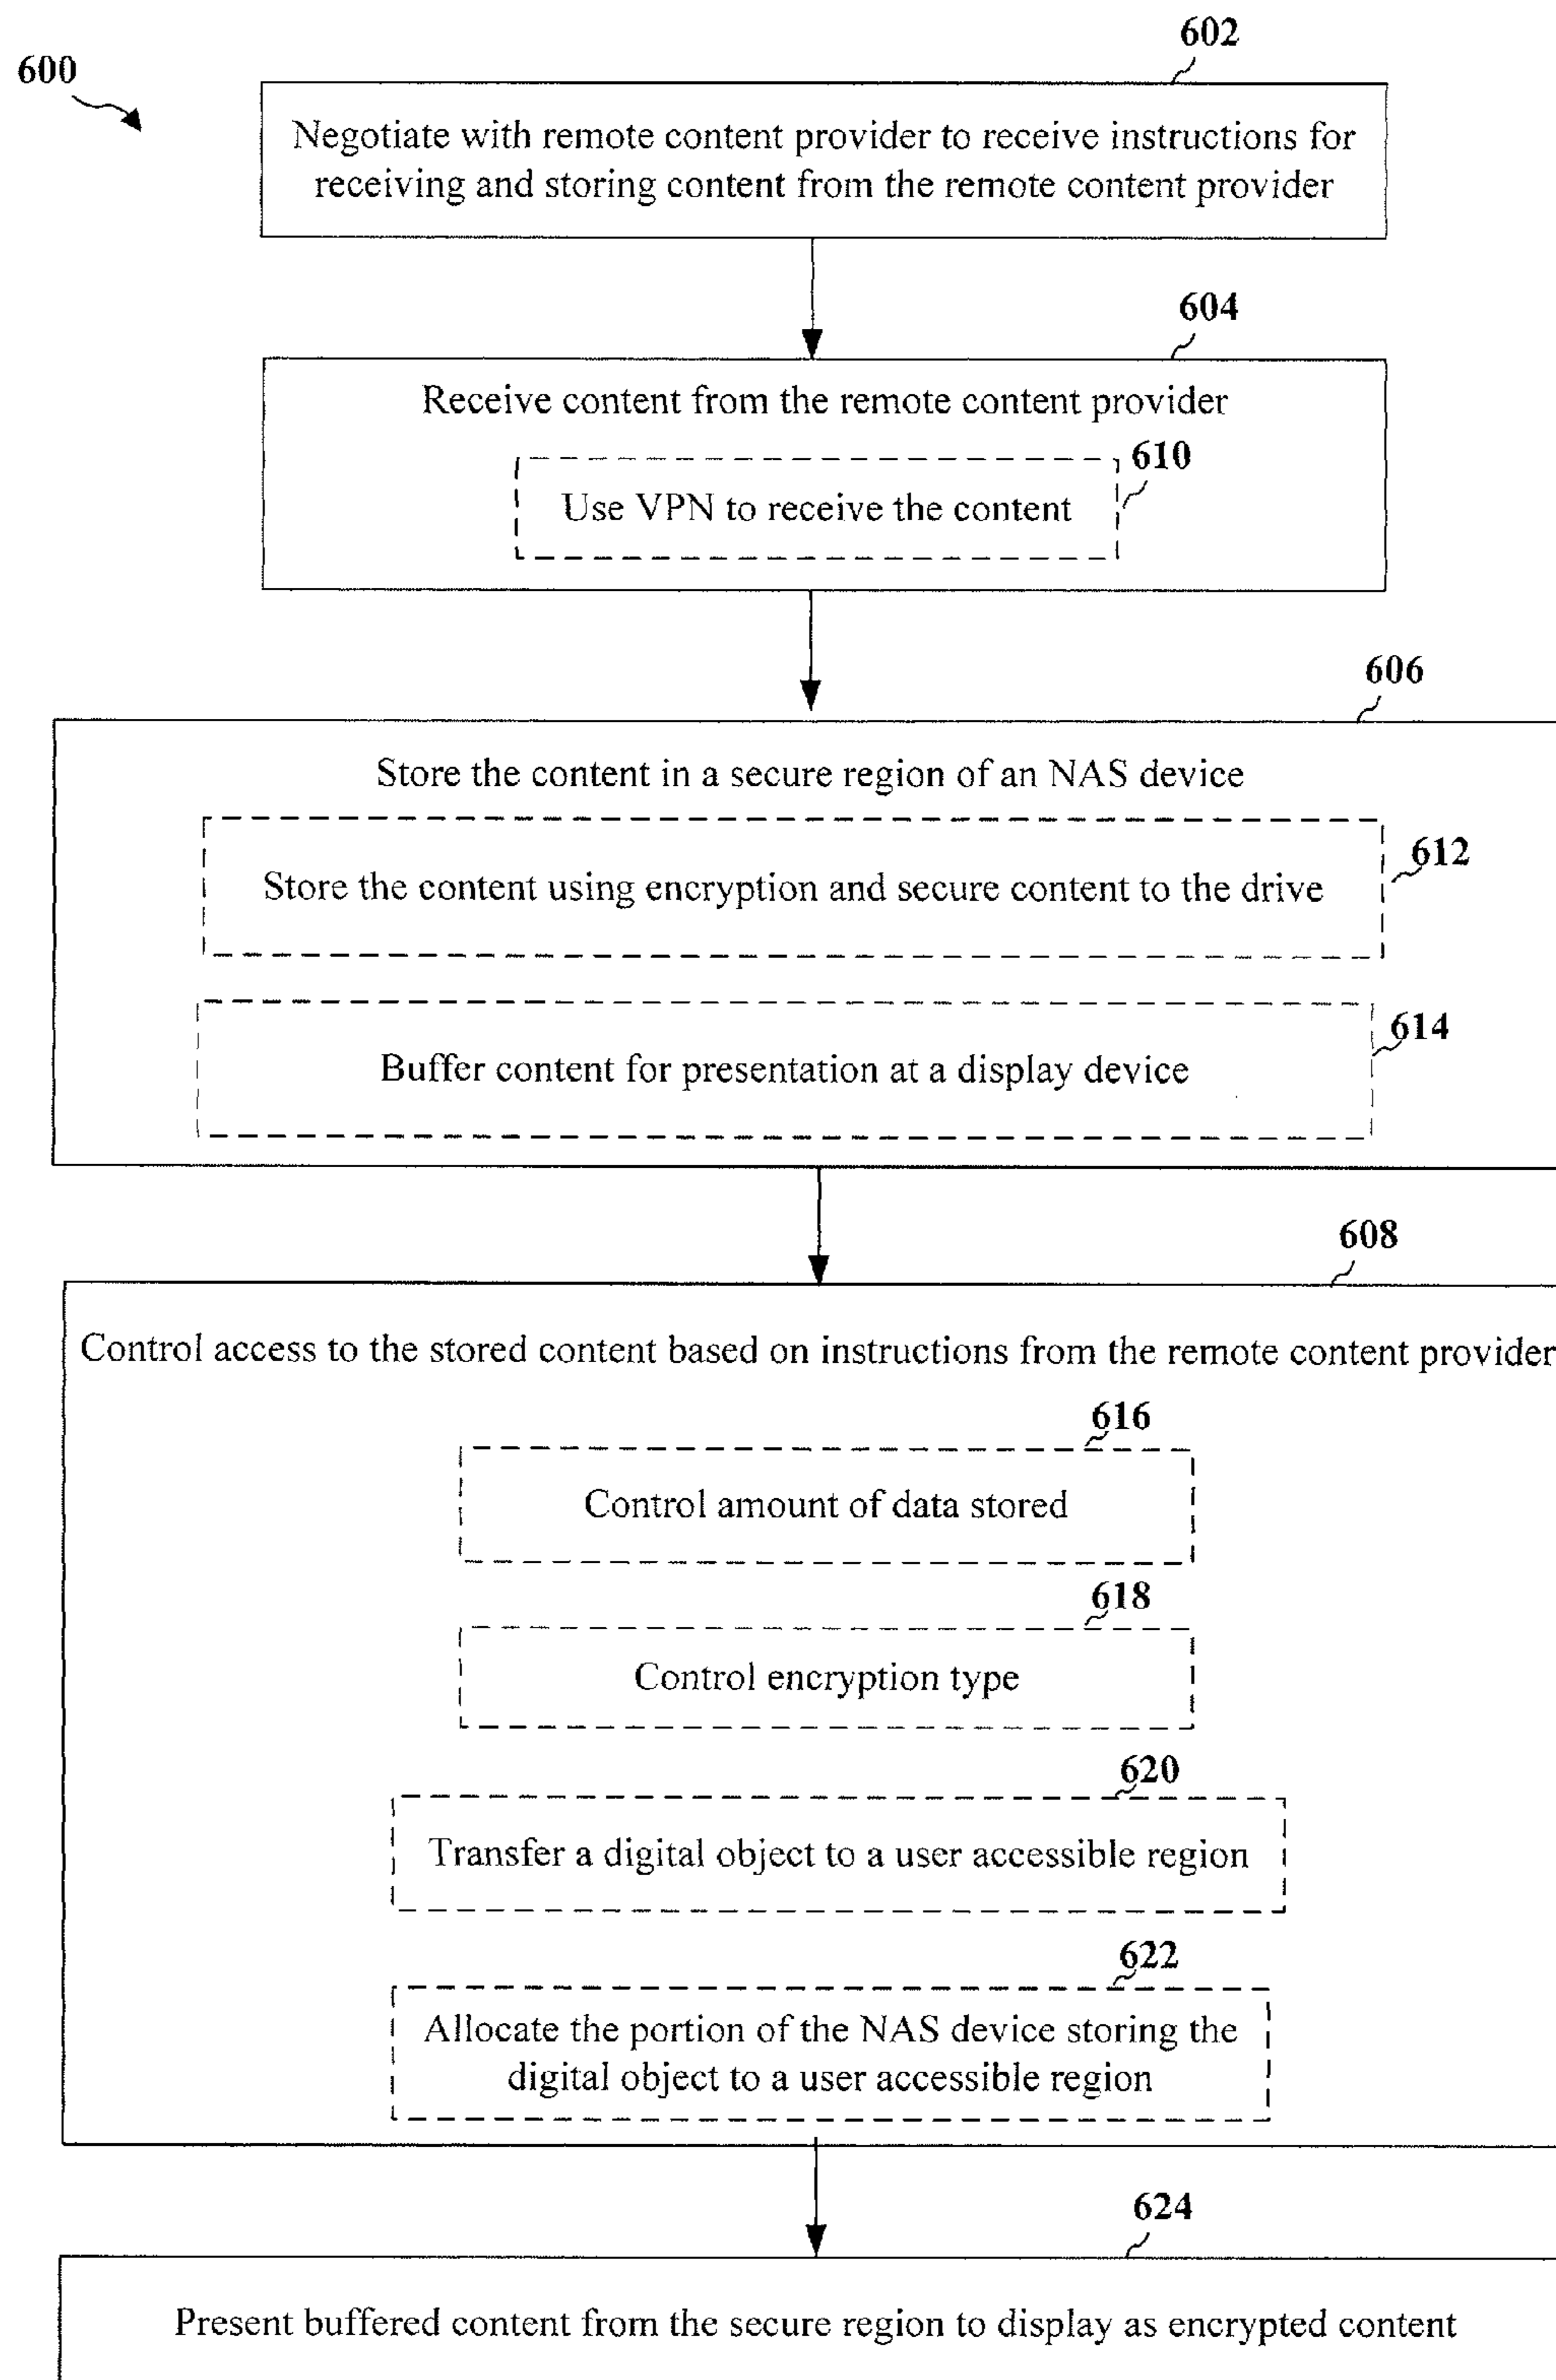 602
600
Negotiate with remote content provider to receive instructions for
receiving and storing content from the remote content provider
604
Receive content from the remote content provider
610
Use VPN to receive the content
606
Store the content in a secure region of an NAS device
612
Store the content using encryption and secure content to the drive
614
Buffer content for presentation at a display device
608
Control access to the stored content based on instructions from the remote content provider
616
Control amount of data stored
618
Control encryption type
620
Transfer a digital object to a user accessible region
622
Allocate the portion of the NAS device storing the
digital object to a user accessible region
624
Present buffered content from the secure region to display as encrypted content